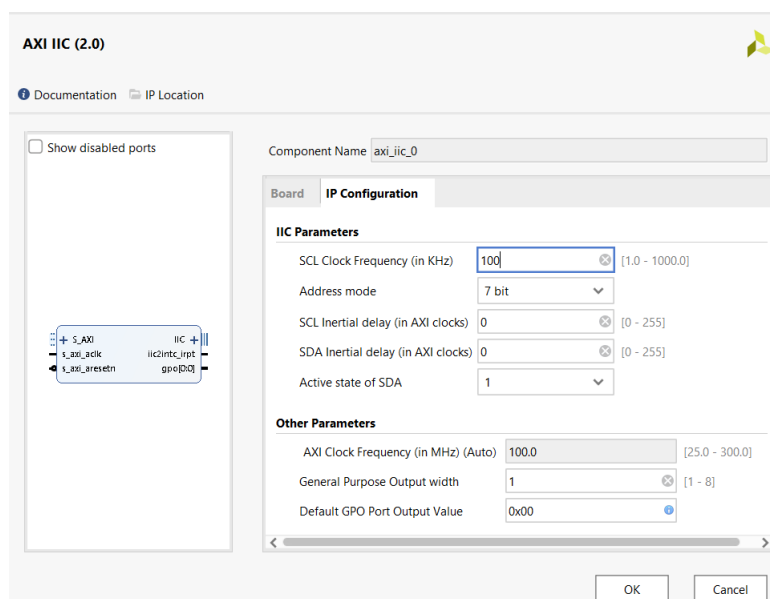 AXI IIC (2.0)
Documentation IP Location
Show disabled ports
S_AXI IIC
s_axi_aclk iic2intc_irpt
s_axi_aresetn gpo[0:0]
Component Name axi_iic_0
Board IP Configuration
IIC Parameters
SCL Clock Frequency (in KHz) 100 [1.0 - 1000.0]
Address mode 7 bit
SCL Inertial delay (in AXI clocks) 0 [0 - 255]
SDA Inertial delay (in AXI clocks) 0 [0 - 255]
Active state of SDA 1
Other Parameters
AXI Clock Frequency (in MHz) (Auto) 100.0 [25.0 - 300.0]
General Purpose Output width 1 [1 - 8]
Default GPO Port Output Value 0x00
OK Cancel